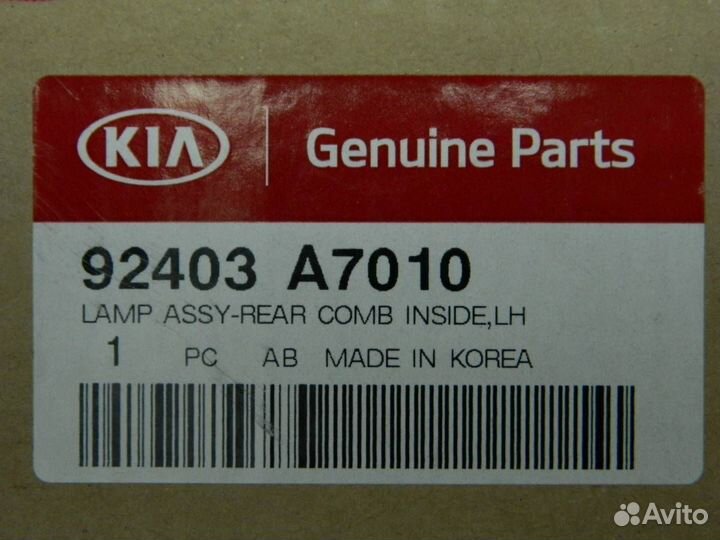 KIA Genuine Parts
92403 A7010
LAMP ASSY-REAR COMB INSIDE,LH
1 PC AB MADE IN KOREA
Avito